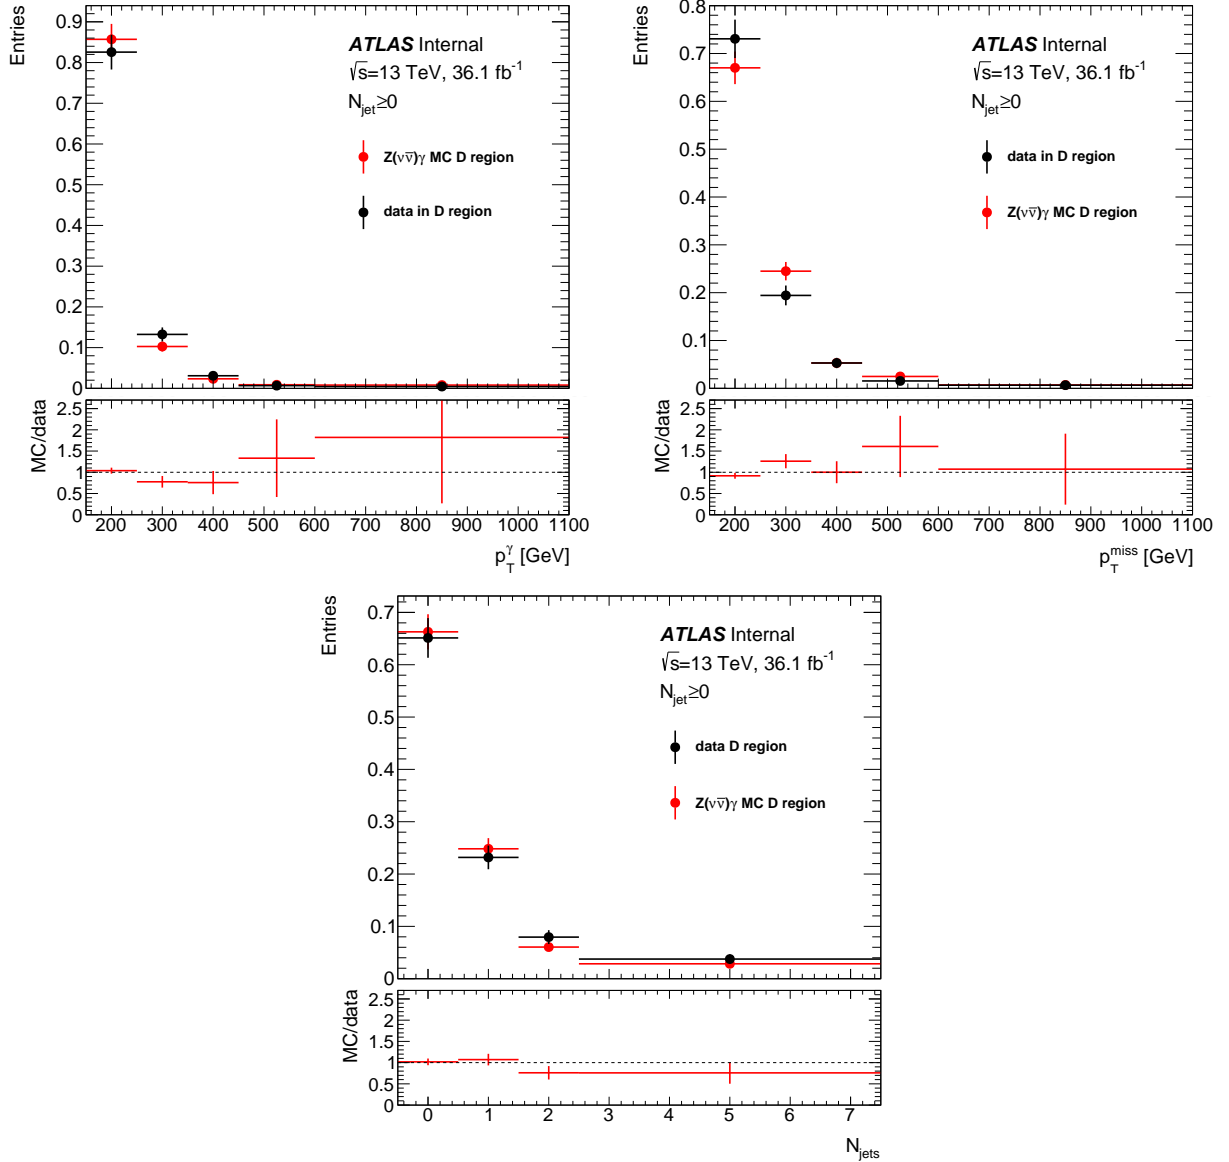 Entries
0.9
0.8
0.7
0.6
0.5
0.4
0.3
0.2
0.1
0
ATLAS Internal
√s=13 TeV, 36.1 fb⁻¹
N_jet≥0
Z(νν̄)γ MC D region
data in D region
MC/data
2.5
2
1.5
1
0.5
0
200 300 400 500 600 700 800 900 1000 1100
p_T^γ [GeV]
Entries
0.8
0.7
0.6
0.5
0.4
0.3
0.2
0.1
0
ATLAS Internal
√s=13 TeV, 36.1 fb⁻¹
N_jet≥0
data in D region
Z(νν̄)γ MC D region
MC/data
2.5
2
1.5
1
0.5
0
200 300 400 500 600 700 800 900 1000 1100
p_T^miss [GeV]
Entries
0.7
0.6
0.5
0.4
0.3
0.2
0.1
0
ATLAS Internal
√s=13 TeV, 36.1 fb⁻¹
N_jet≥0
data D region
Z(νν̄)γ MC D region
MC/data
2.5
2
1.5
1
0.5
0
0 1 2 3 4 5 6 7
N_jets